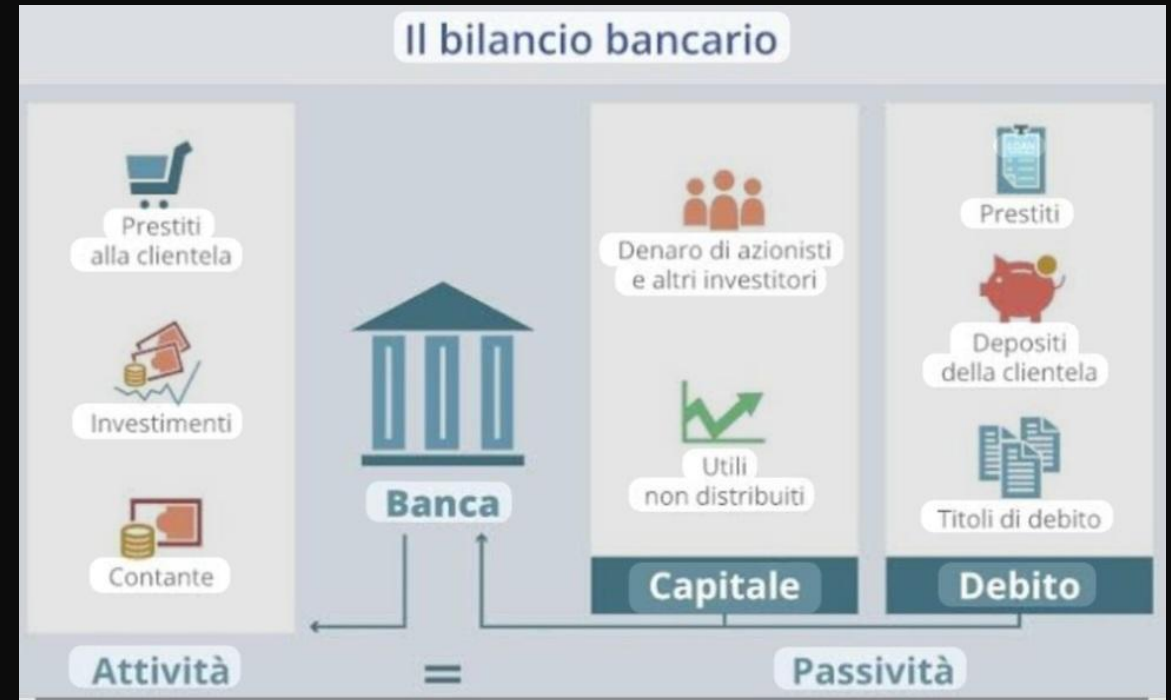 Il bilancio bancario
Prestiti
alla clientela
Investimenti
Contante
Attività
Banca
=
Denaro di azionisti
e altri investitori
Utili
non distribuiti
Capitale
LOAN
Prestiti
Depositi
della clientela
Titoli di debito
Debito
Passività